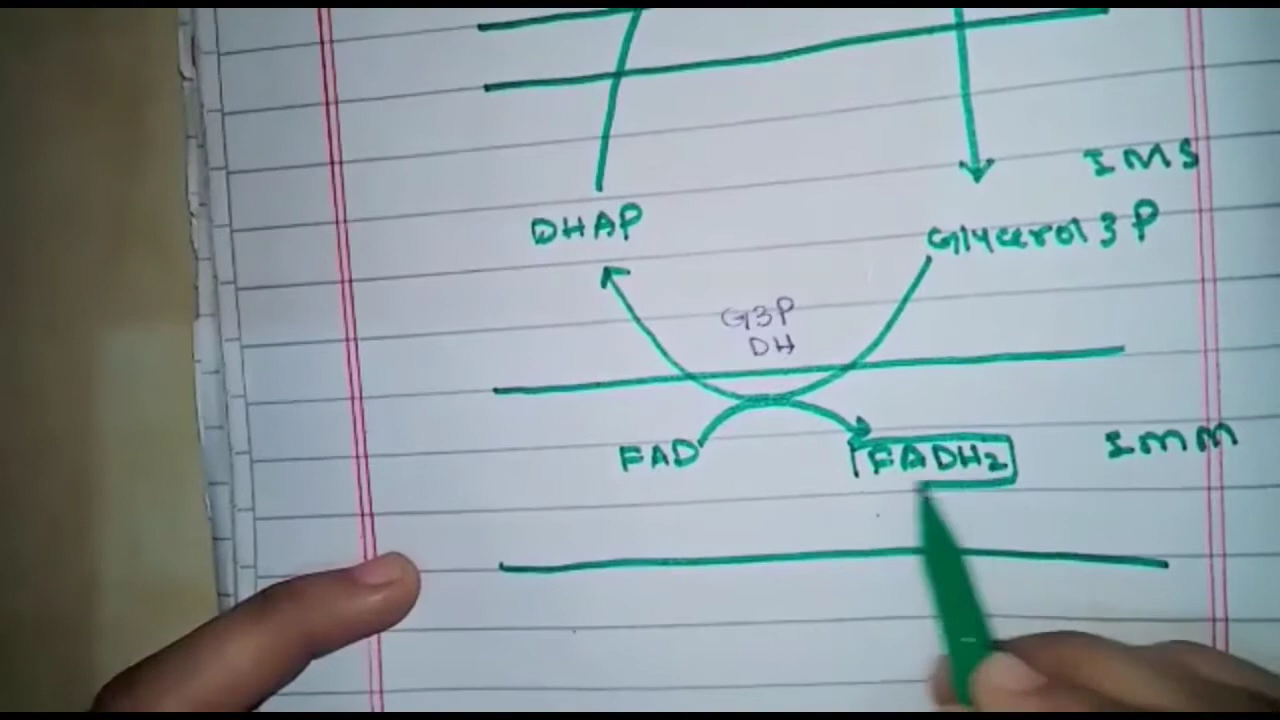 IMS
DHAP
Glycerol 3 P
G3P
DH
FAD
FADH2
IMM